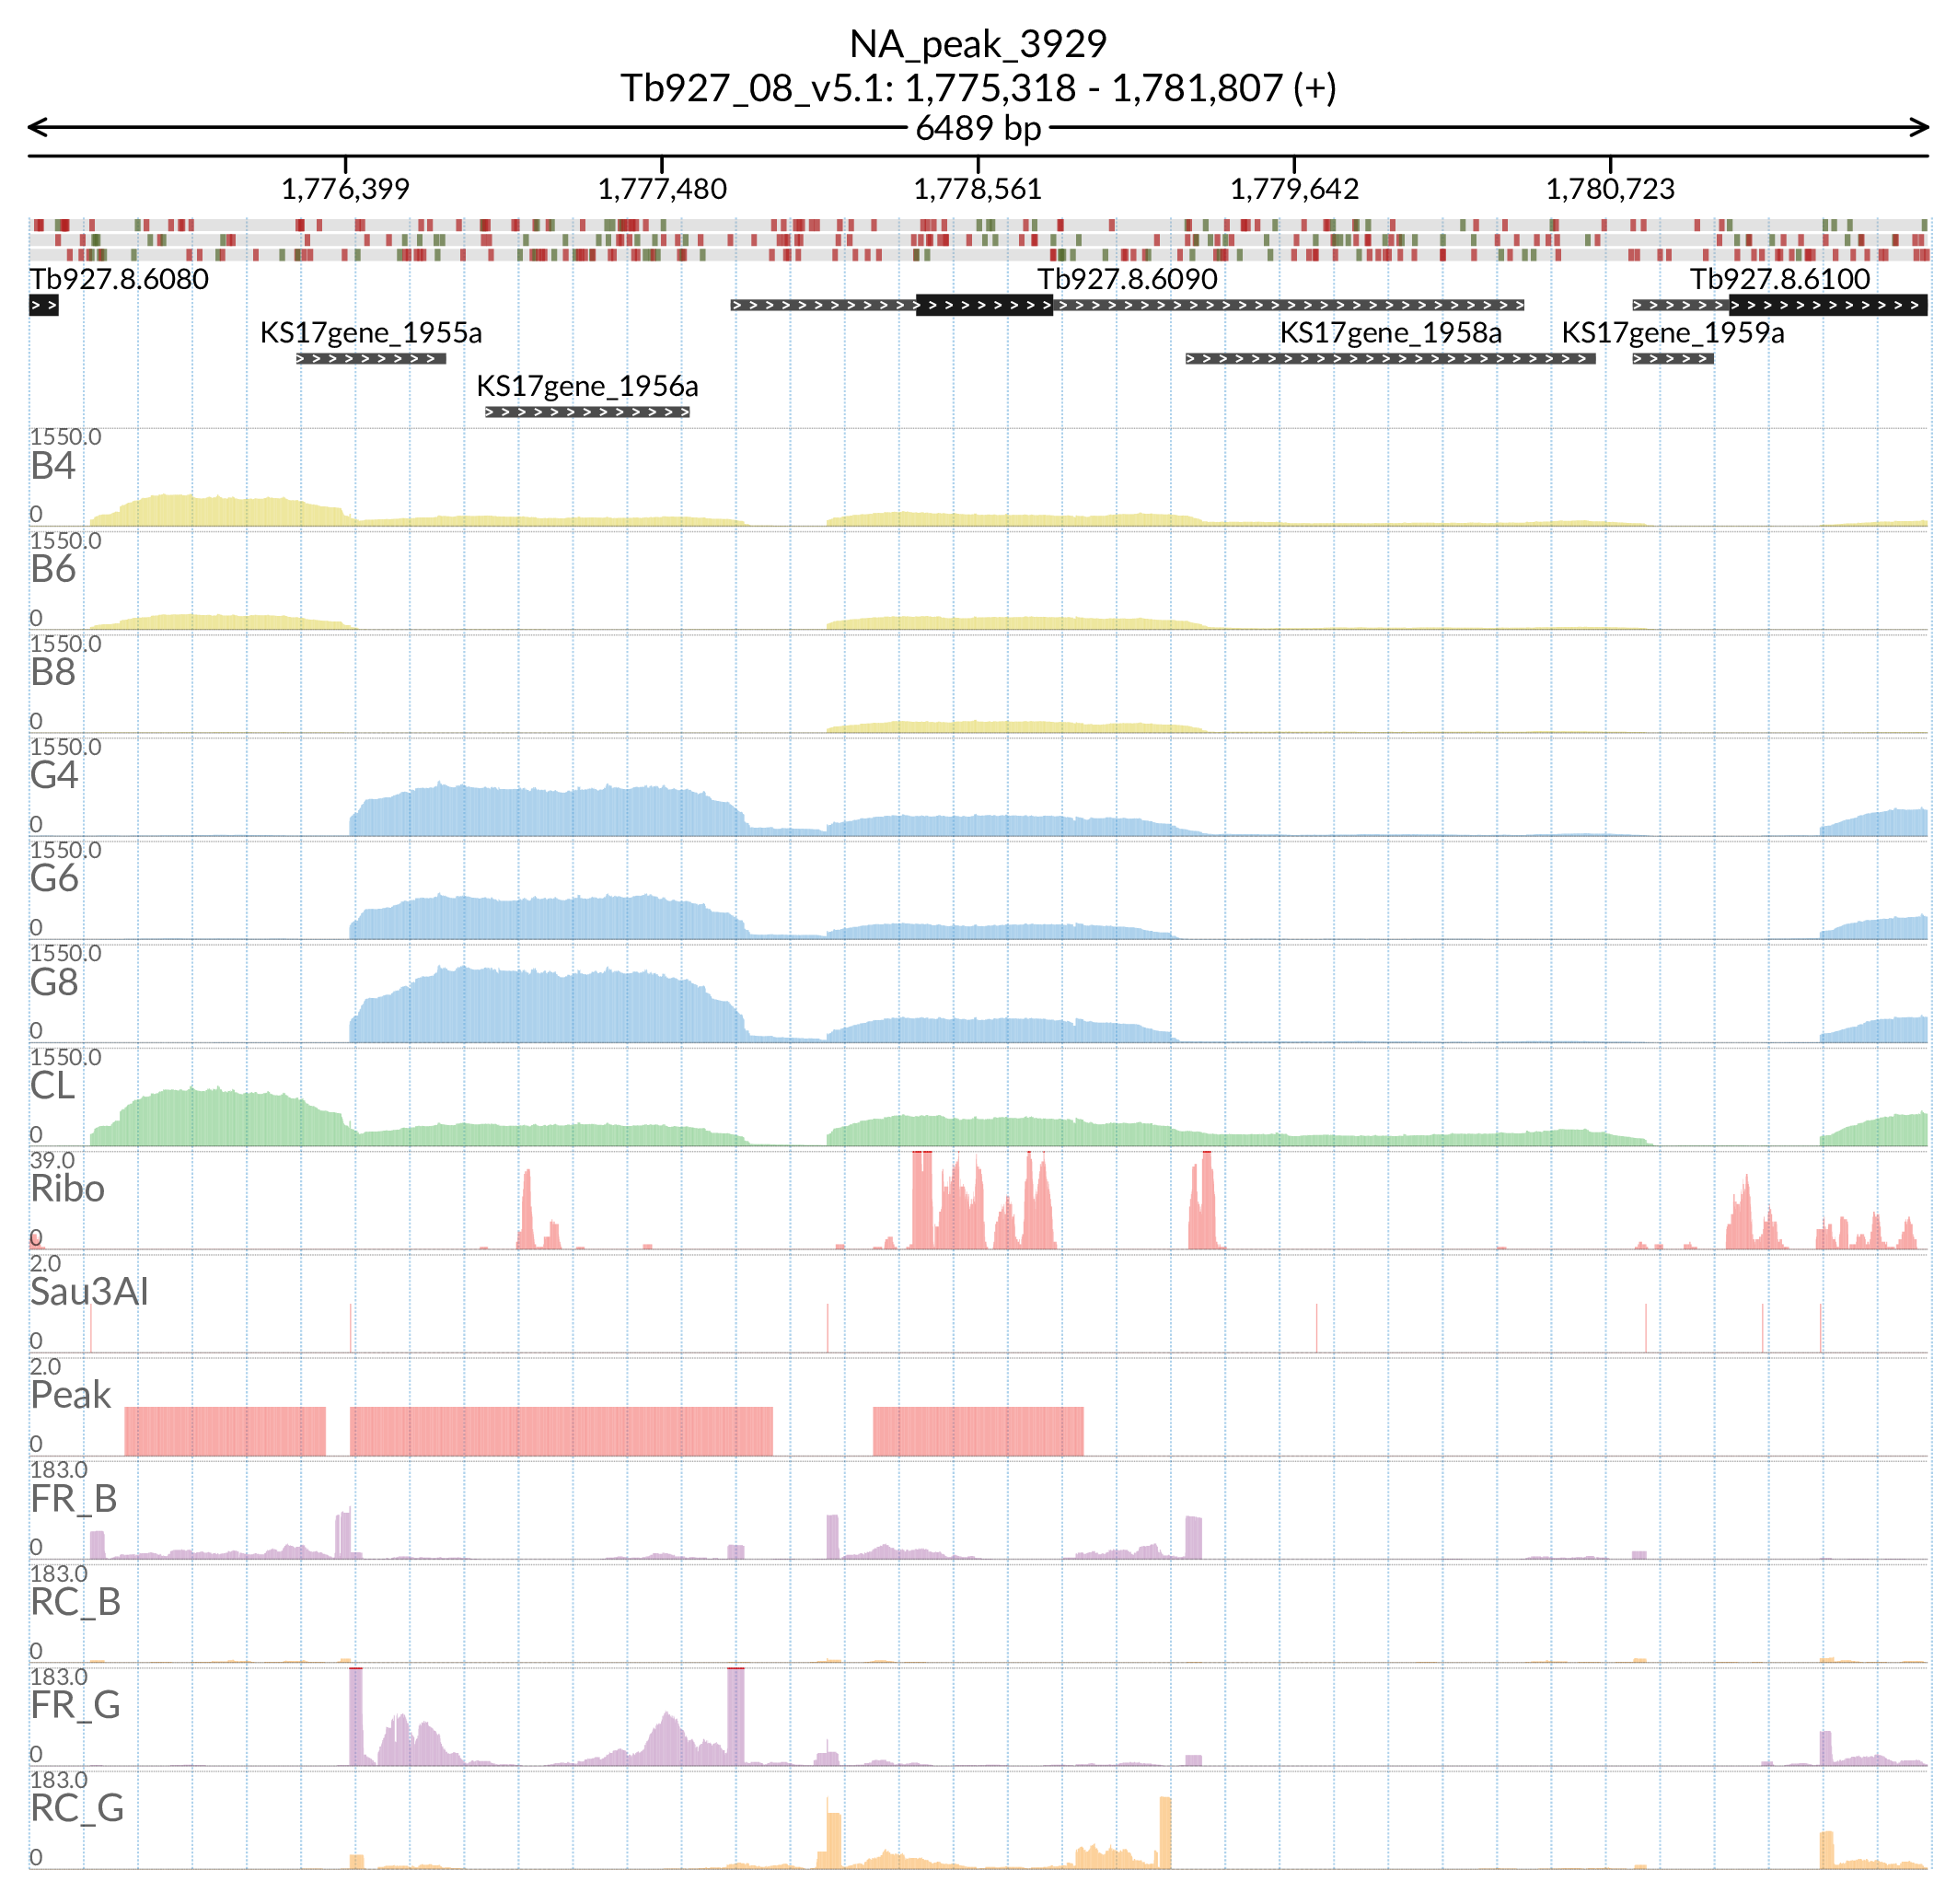 NA_peak_3929
Tb927_08_v5.1: 1,775,318 - 1,781,807 (+)
6489 bp
1,776,399 1,777,480 1,778,561 1,779,642 1,780,723
Tb927.8.6080 Tb927.8.6090 Tb927.8.6100
KS17gene_1955a KS17gene_1958a KS17gene_1959a
KS17gene_1956a
1550.0
B4
0
1550.0
B6
0
1550.0
B8
0
1550.0
G4
0
1550.0
G6
0
1550.0
G8
0
1550.0
CL
0
39.0
Ribo
0
2.0
Sau3AI
0
2.0
Peak
0
183.0
FR_B
0
183.0
RC_B
0
183.0
FR_G
0
183.0
RC_G
0